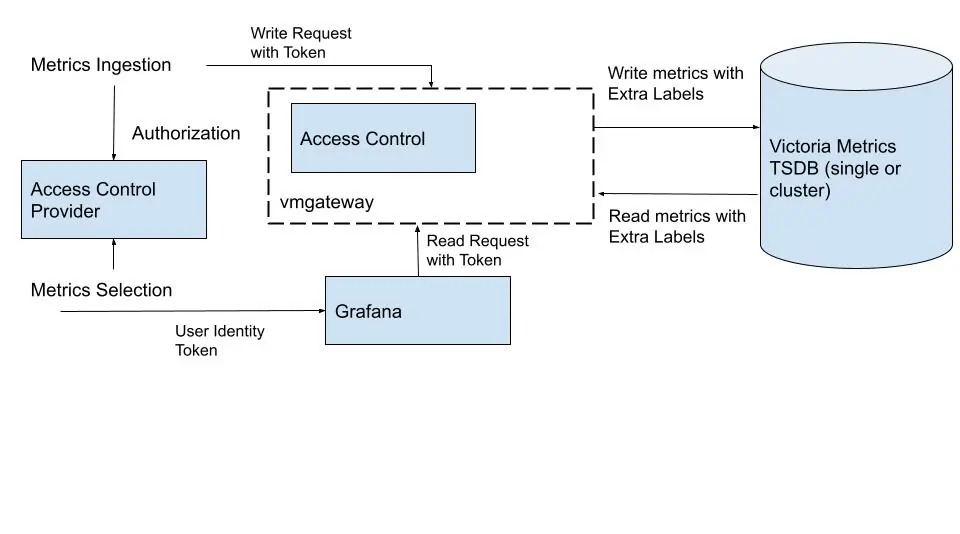 Write Request
with Token
Metrics Ingestion
Write metrics with
Extra Labels
Authorization
Access Control
Victoria Metrics
TSDB (single or
cluster)
Access Control
Provider
vmgateway
Read metrics with
Extra Labels
Read Request
with Token
Metrics Selection
Grafana
User Identity
Token